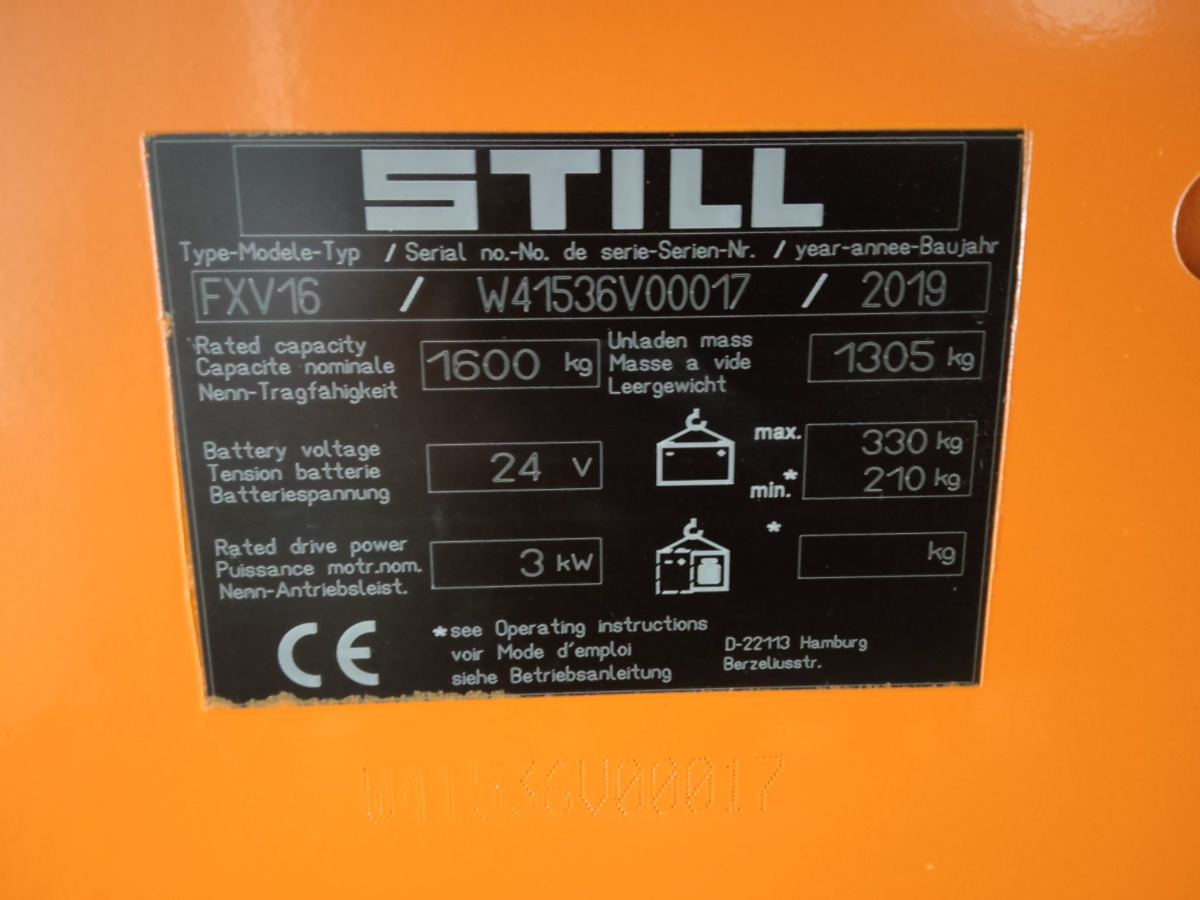 STILL
Type-Modele-Typ / Serial no.-No. de serie-Serien-Nr. / year-annee-Baujahr
FXV16 / W41536V00017 / 2019
Rated capacity
Capacite nominale
Nenn-Tragfähigkeit
1600 kg
Unladen mass
Masse a vide
Leergewicht
1305 kg
Battery voltage
Tension batterie
Batteriespannung
24 V
max. 330 kg
min.* 210 kg
Rated drive power
Puissance motr.nom.
Nenn-Antriebsleist.
3 kW
* kg
CE
*see Operating instructions
voir Mode d'emploi
siehe Betriebsanleitung
D-22113 Hamburg
Berzeliusstr.
W41536V00017